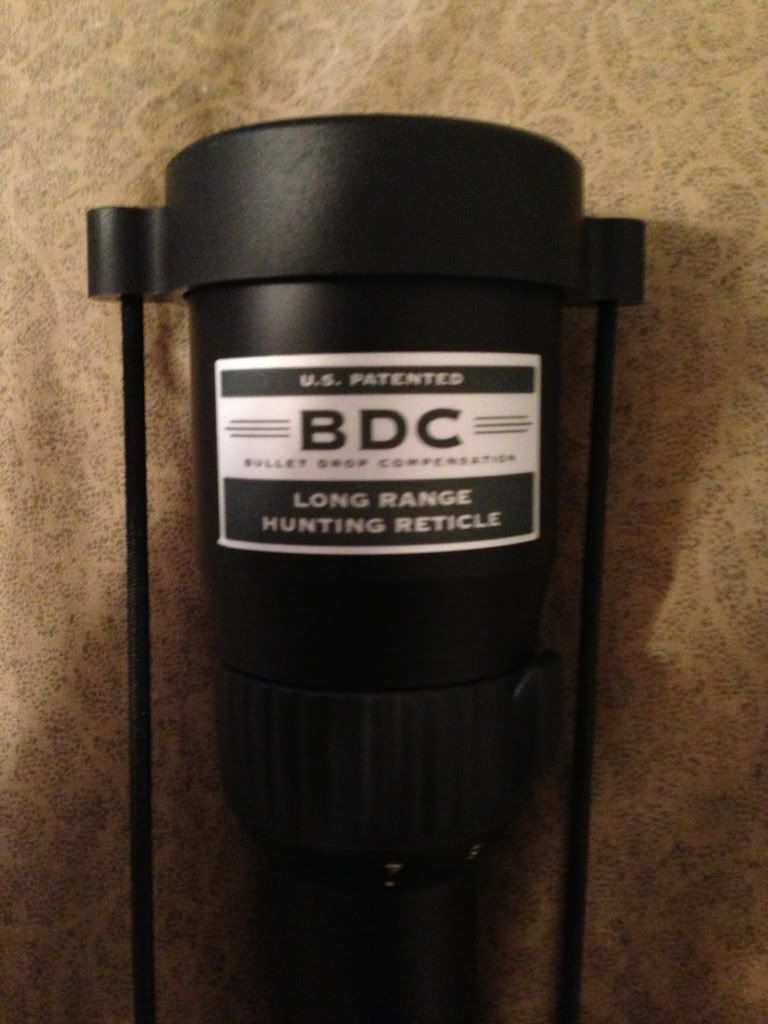 U.S. PATENTED
BDC
BULLET DROP COMPENSATION
LONG RANGE
HUNTING RETICLE